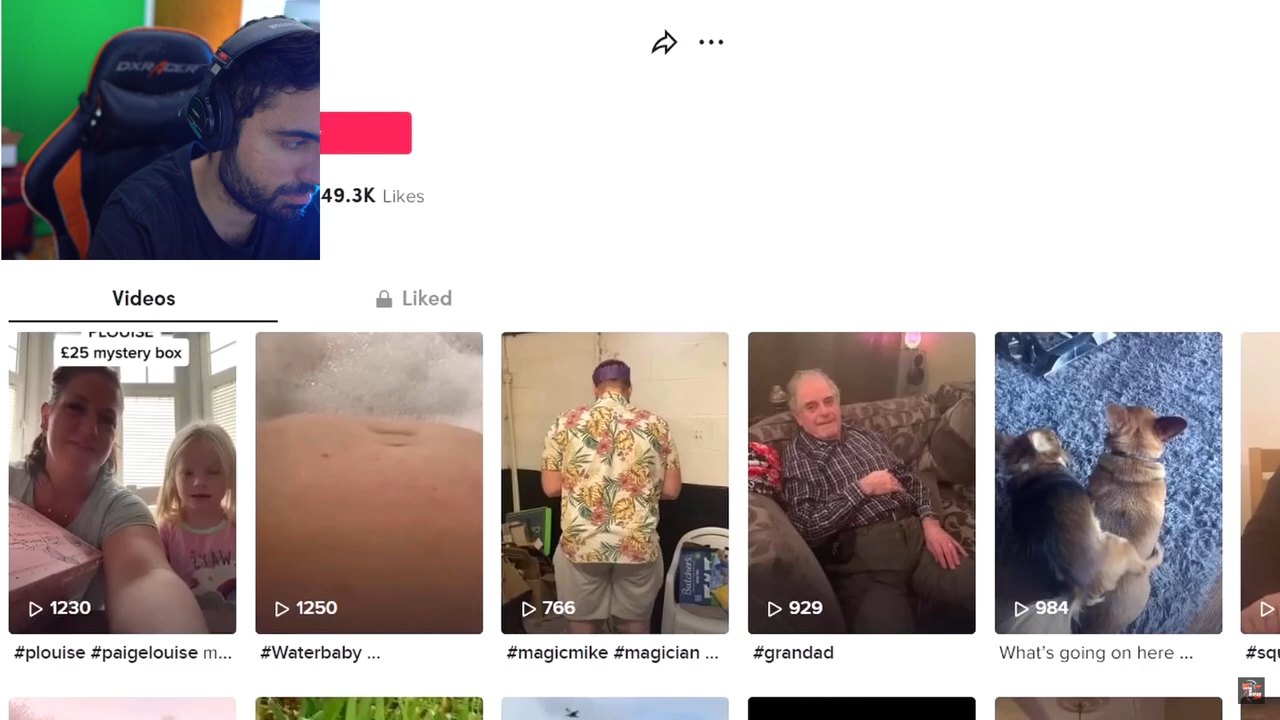 DXRACER
49.3K Likes
Videos
Liked
PLOUISE
£25 mystery box
1230
1250
766
929
984
#plouise #paigelouise m...
#Waterbaby ...
#magicmike #magician ...
#grandad
What's going on here ...
#squ